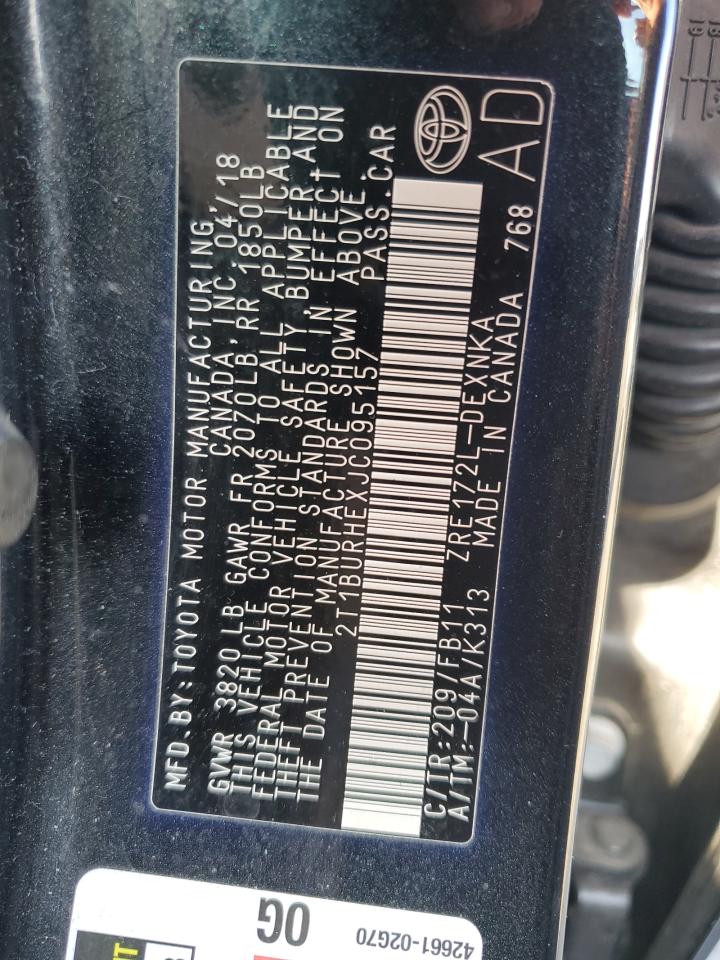 MFD.BY:TOYOTA MOTOR MANUFACTURING,
CANADA, INC. 04/18
GVWR 3820 LB GAWR FR 2070LB RR 1850LB
THIS VEHICLE CONFORMS TO ALL APPLICABLE
FEDERAL MOTOR VEHICLE SAFETY, BUMPER, AND
THEFT PREVENTION STANDARDS IN EFFECT ON
THE DATE OF MANUFACTURE SHOWN ABOVE.
2T1BURHEXJC095157 PASS.CAR
C/TR:209/FB11 ZRE172L-DEXNKA
A/TM:-04A/K313 MADE IN CANADA 768
AD
OG
42661-02G70